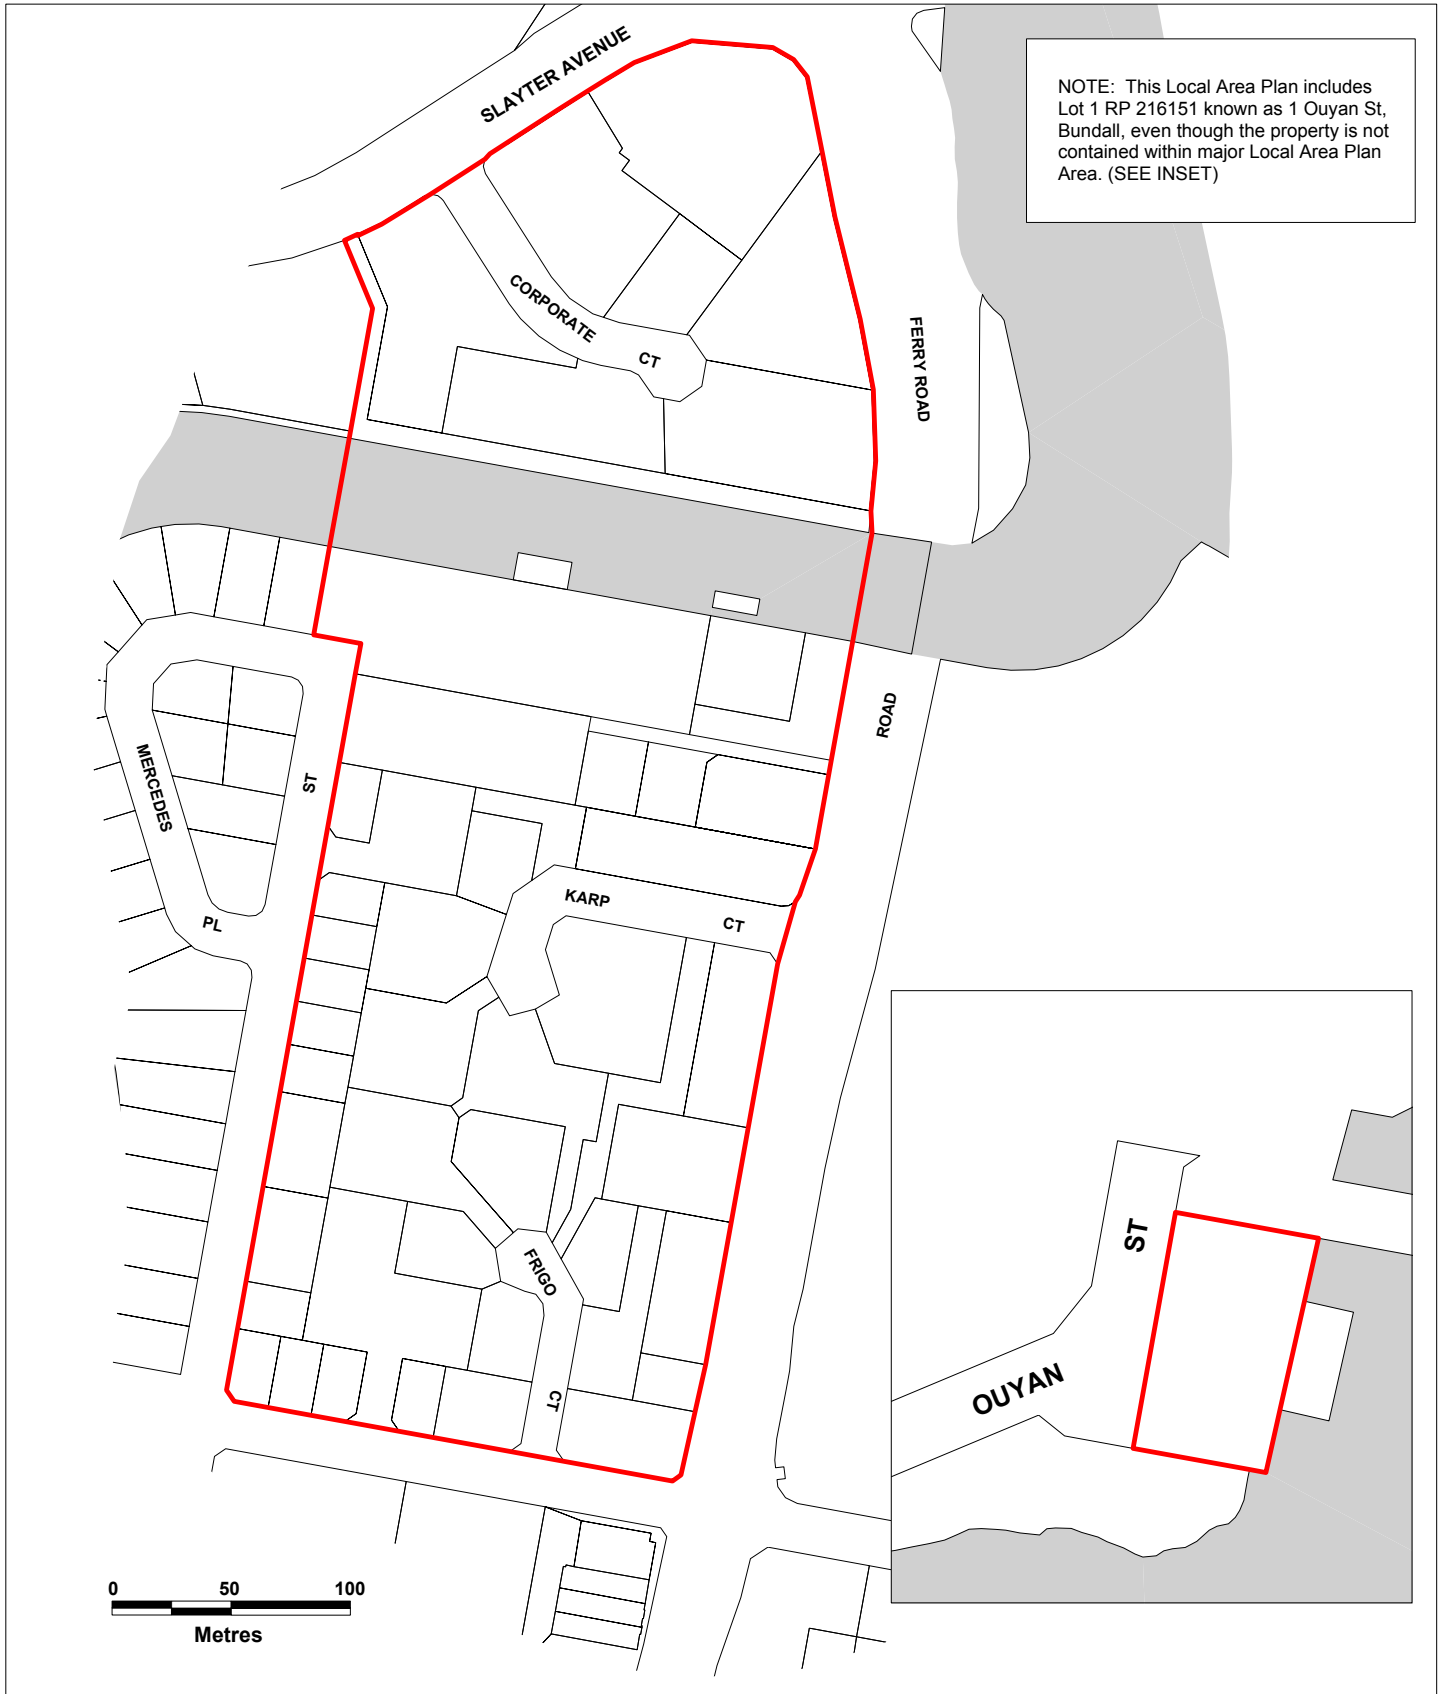 SLAYTER AVENUE
NOTE: This Local Area Plan includes
Lot 1 RP 216151 known as 1 Ouyan St,
Bundall, even though the property is not
contained within major Local Area Plan
Area. (SEE INSET)
CORPORATE
CT
FERRY ROAD
ROAD
MERCEDES
ST
PL
KARP
CT
FRIGO
CT
ST
OUYAN
0 50 100
Metres